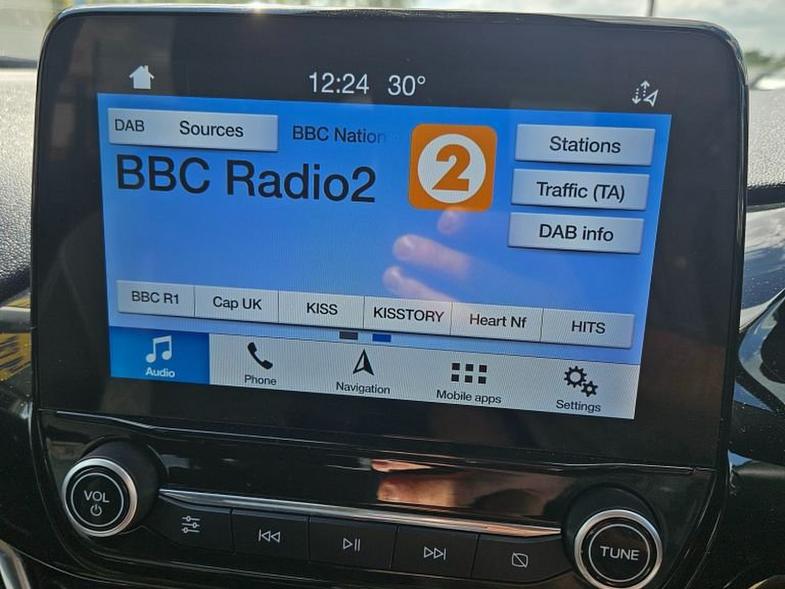 12:24 30°
DAB Sources
BBC Nation
2
Stations
BBC Radio2
Traffic (TA)
DAB info
BBC R1
Cap UK
KISS
KISSTORY
Heart Nf
HITS
Audio
Phone
Navigation
Mobile apps
Settings
VOL
TUNE